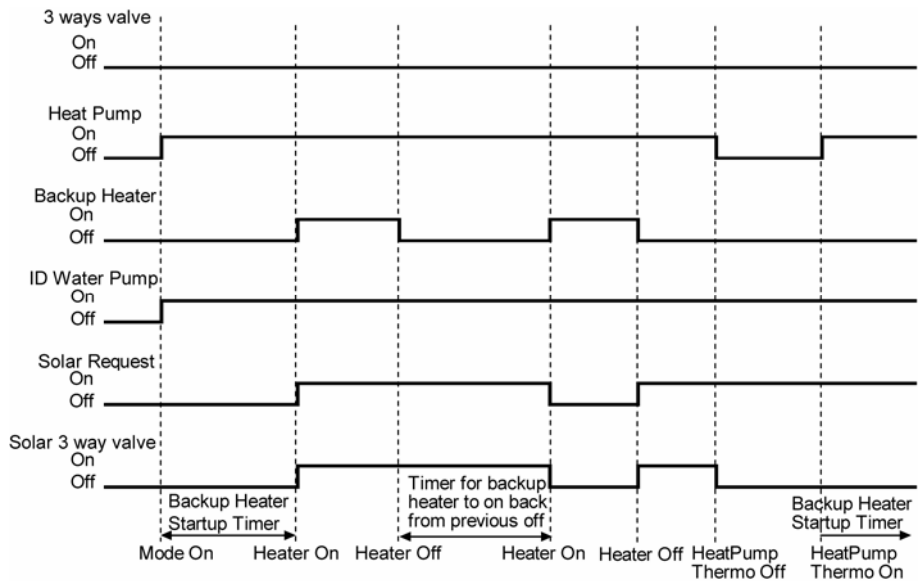 3 ways valve
On
Off
Heat Pump
On
Off
Backup Heater
On
Off
ID Water Pump
On
Off
Solar Request
On
Off
Solar 3 way valve
On
Off
Backup Heater
Startup Timer
Timer for backup
heater to on back
from previous off
Backup Heater
Startup Timer
Mode On
Heater On
Heater Off
Heater On
Heater Off
HeatPump
Thermo Off
HeatPump
Thermo On